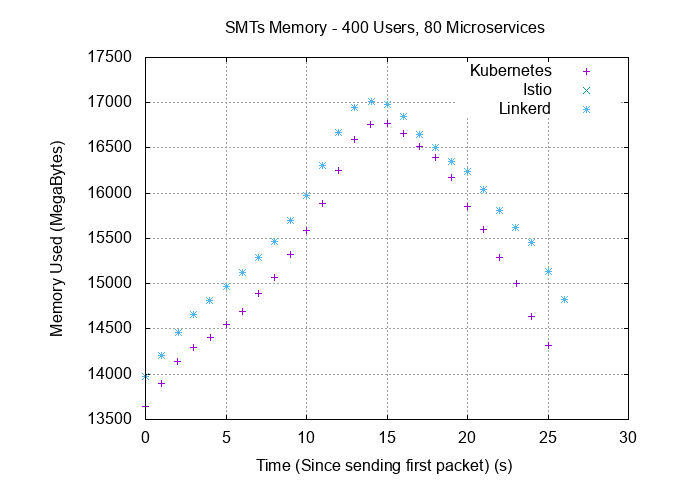 SMTs Memory - 400 Users, 80 Microservices
17500
17000
16500
16000
15500
15000
14500
14000
13500
Memory Used (MegaBytes)
Kubernetes
Istio
Linkerd
0 5 10 15 20 25 30
Time (Since sending first packet) (s)